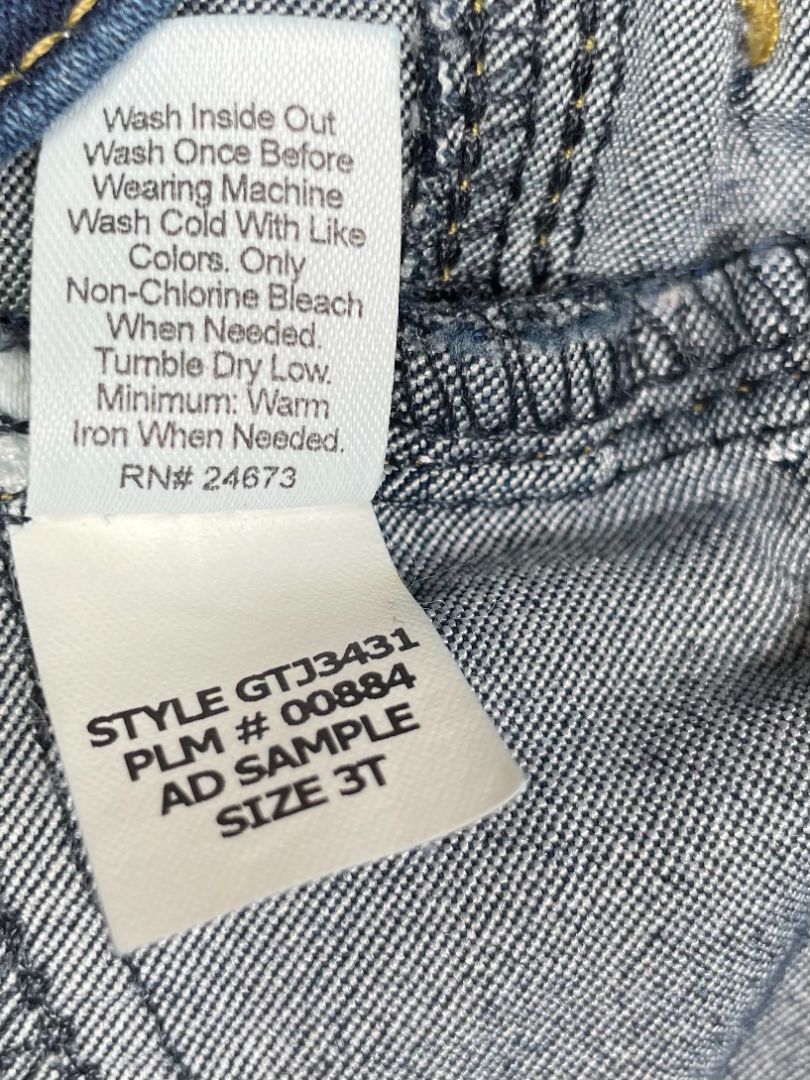 Wash Inside Out
Wash Once Before
Wearing Machine
Wash Cold With Like
Colors. Only
Non-Chlorine Bleach
When Needed.
Tumble Dry Low.
Minimum: Warm
Iron When Needed.
RN# 24673
STYLE GTJ3431
PLM # 00884
AD SAMPLE
SIZE 3T